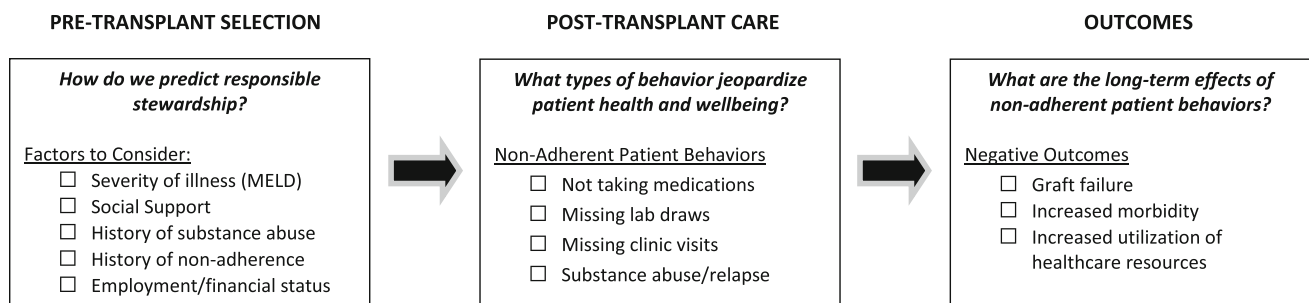 PRE-TRANSPLANT SELECTION
How do we predict responsible
stewardship?
Factors to Consider:
☐ Severity of illness (MELD)
☐ Social Support
☐ History of substance abuse
☐ History of non-adherence
☐ Employment/financial status
POST-TRANSPLANT CARE
What types of behavior jeopardize
patient health and wellbeing?
Non-Adherent Patient Behaviors
☐ Not taking medications
☐ Missing lab draws
☐ Missing clinic visits
☐ Substance abuse/relapse
OUTCOMES
What are the long-term effects of
non-adherent patient behaviors?
Negative Outcomes
☐ Graft failure
☐ Increased morbidity
☐ Increased utilization of
healthcare resources